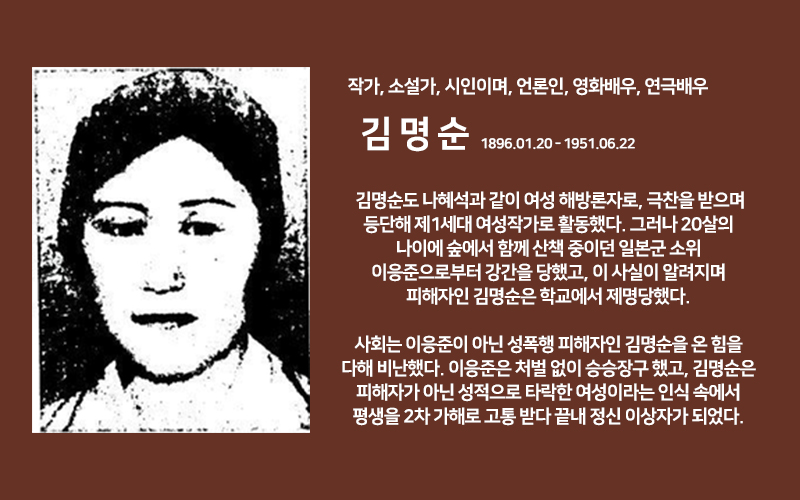 작가, 소설가, 시인이며, 언론인, 영화배우, 연극배우
김명순 1896.01.20 - 1951.06.22
김명순도 나혜석과 같이 여성 해방론자로, 극찬을 받으며
등단해 제1세대 여성작가로 활동했다. 그러나 20살의
나이에 숲에서 함께 산책 중이던 일본군 소위
이응준으로부터 강간을 당했고, 이 사실이 알려지며
피해자인 김명순은 학교에서 제명당했다.
사회는 이응준이 아닌 성폭행 피해자인 김명순을 온 힘을
다해 비난했다. 이응준은 처벌 없이 승승장구 했고, 김명순은
피해자가 아닌 성적으로 타락한 여성이라는 인식 속에서
평생을 2차 가해로 고통 받다 끝내 정신 이상자가 되었다.